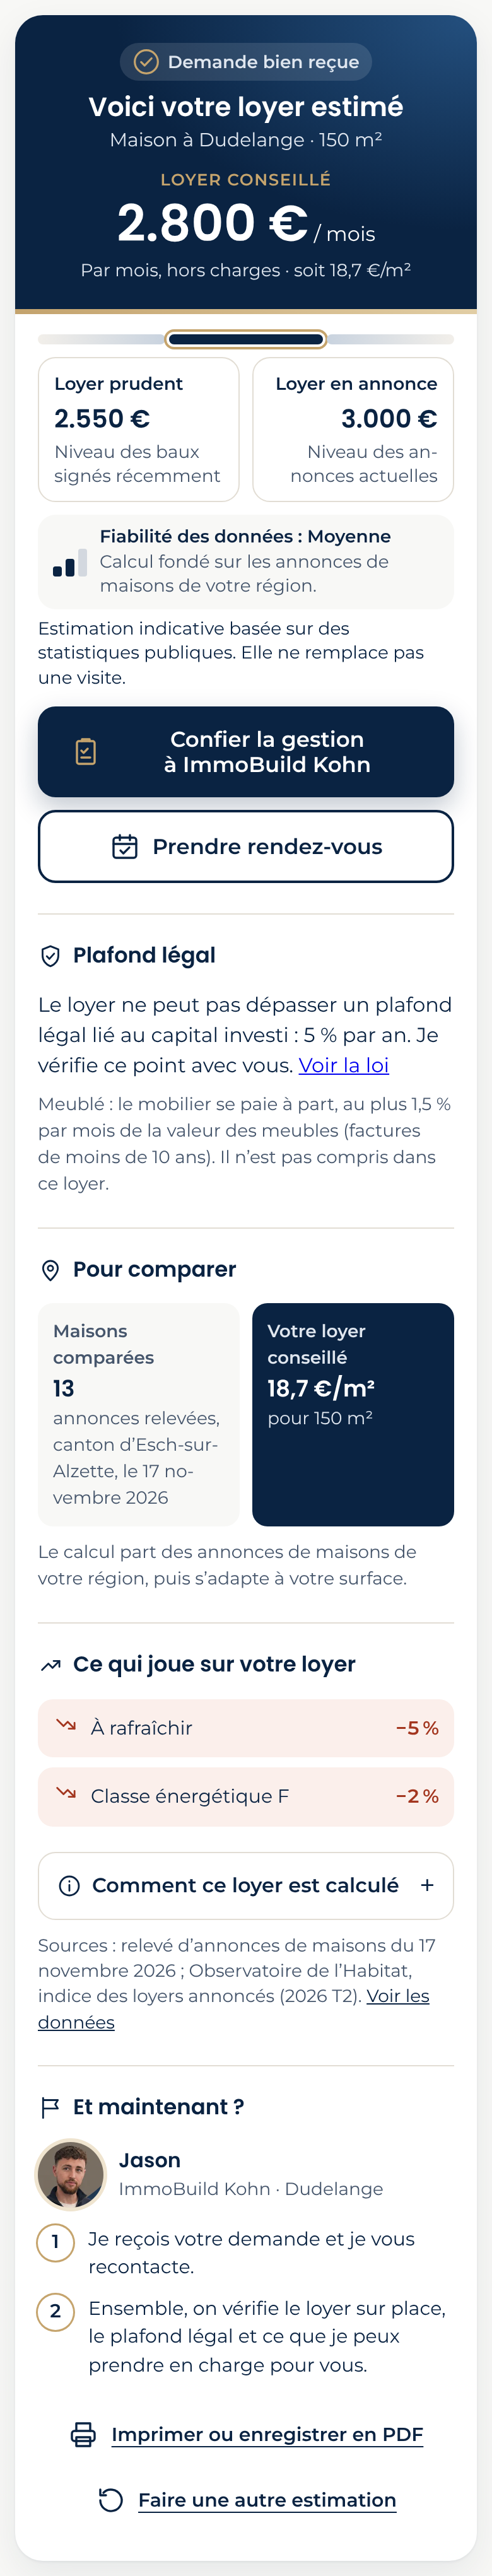 Demande bien reçue
Voici votre loyer estimé
Maison à Dudelange · 150 m²
LOYER CONSEILLÉ
2.800 € / mois
Par mois, hors charges · soit 18,7 €/m²
Loyer prudent
2.550 €
Niveau des baux
signés récemment
Loyer en annonce
3.000 €
Niveau des an-
nonces actuelles
Fiabilité des données : Moyenne
Calcul fondé sur les annonces de
maisons de votre région.
Estimation indicative basée sur des
statistiques publiques. Elle ne remplace pas
une visite.
Confier la gestion
à ImmoBuild Kohn
Prendre rendez-vous
Plafond légal
Le loyer ne peut pas dépasser un plafond
légal lié au capital investi : 5 % par an. Je
vérifie ce point avec vous. Voir la loi
Meublé : le mobilier se paie à part, au plus 1,5 %
par mois de la valeur des meubles (factures
de moins de 10 ans). Il n’est pas compris dans
ce loyer.
Pour comparer
Maisons
comparées
13
annonces relevées,
canton d’Esch-sur-
Alzette, le 17 no-
vembre 2026
Votre loyer
conseillé
18,7 €/m²
pour 150 m²
Le calcul part des annonces de maisons de
votre région, puis s’adapte à votre surface.
Ce qui joue sur votre loyer
À rafraîchir −5 %
Classe énergétique F −2 %
Comment ce loyer est calculé +
Sources : relevé d’annonces de maisons du 17
novembre 2026 ; Observatoire de l’Habitat,
indice des loyers annoncés (2026 T2). Voir les
données
Et maintenant ?
Jason
ImmoBuild Kohn · Dudelange
1 Je reçois votre demande et je vous
recontacte.
2 Ensemble, on vérifie le loyer sur place,
le plafond légal et ce que je peux
prendre en charge pour vous.
Imprimer ou enregistrer en PDF
Faire une autre estimation